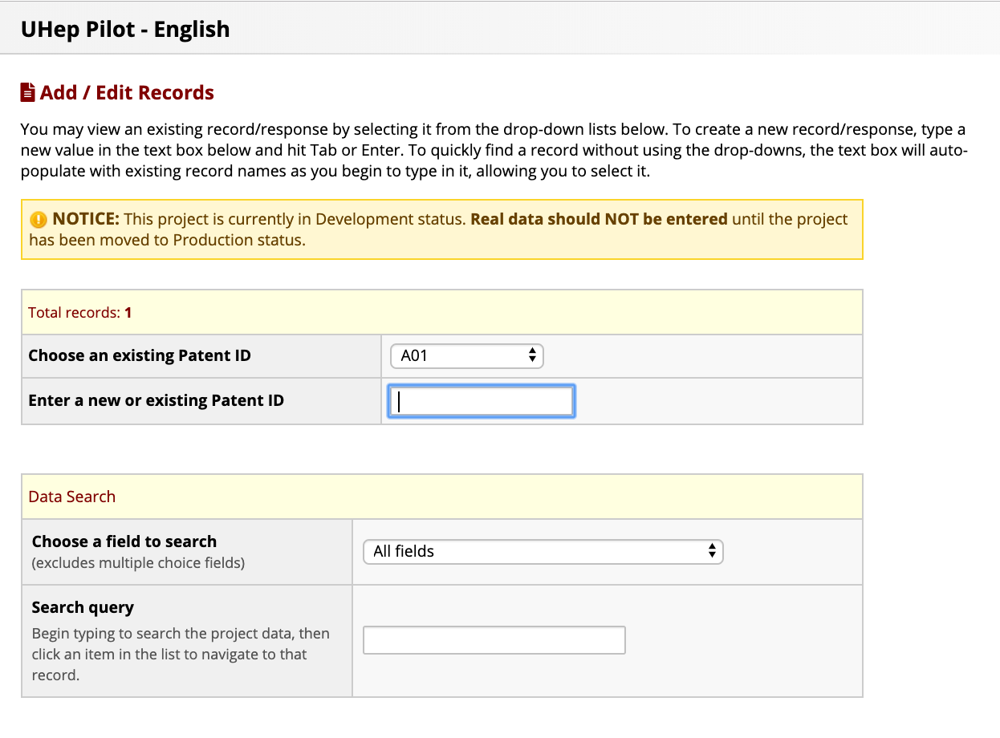 UHep Pilot - English
Add / Edit Records
You may view an existing record/response by selecting it from the drop-down lists below. To create a new record/response, type a
new value in the text box below and hit Tab or Enter. To quickly find a record without using the drop-downs, the text box will auto-
populate with existing record names as you begin to type in it, allowing you to select it.
NOTICE: This project is currently in Development status. Real data should NOT be entered until the project
has been moved to Production status.
Total records: 1
Choose an existing Patent ID
A01
Enter a new or existing Patent ID
Data Search
Choose a field to search
(excludes multiple choice fields)
All fields
Search query
Begin typing to search the project data, then
click an item in the list to navigate to that
record.